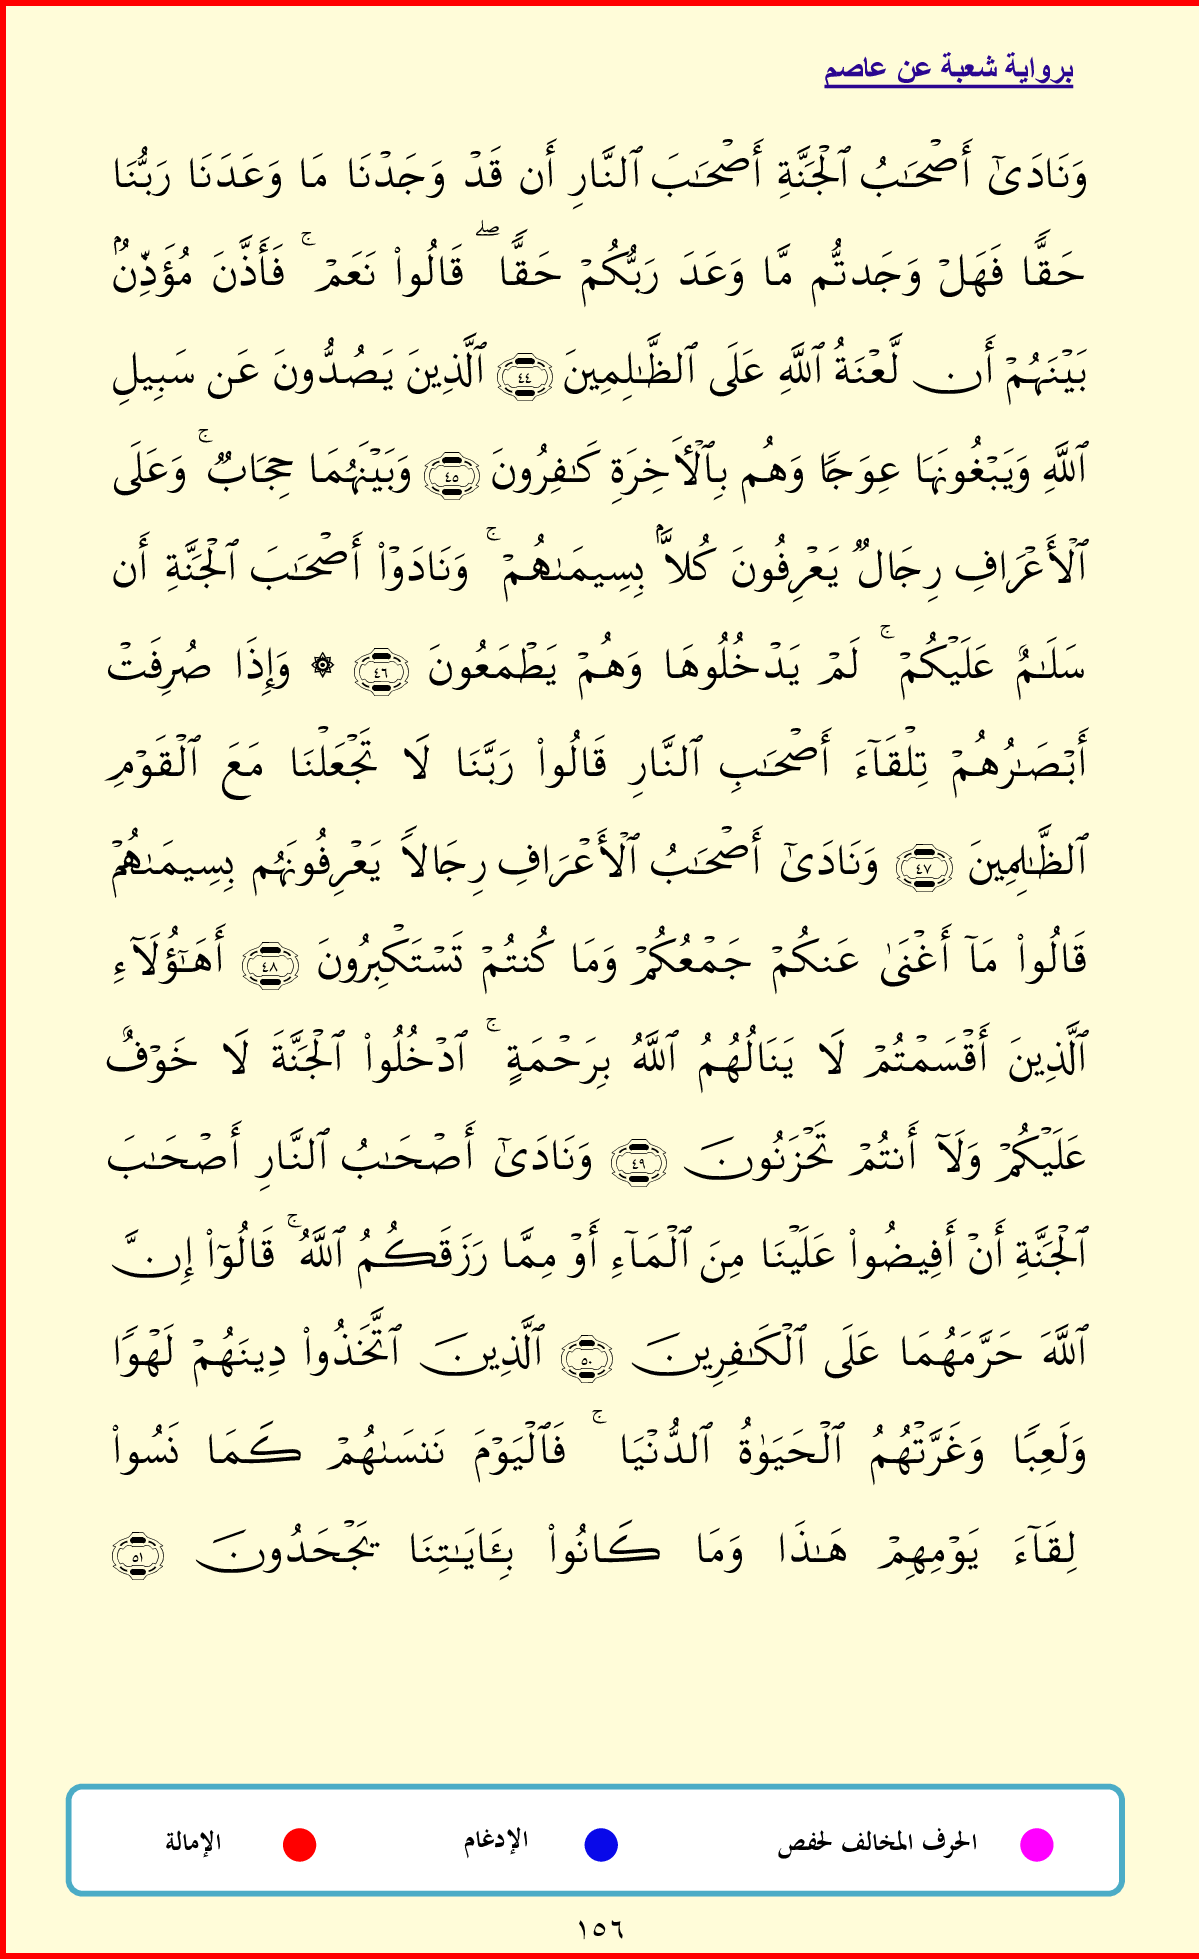 برواية شعبة عن عاصم
وَنَادَىٰٓ أَصۡحَٰبُ ٱلۡجَنَّةِ أَصۡحَٰبَ ٱلنَّارِ أَن قَدۡ وَجَدۡنَا مَا وَعَدَنَا رَبُّنَا
حَقّٗا فَهَلۡ وَجَدتُّم مَّا وَعَدَ رَبُّكُمۡ حَقّٗاۖ قَالُواْ نَعَمۡۚ فَأَذَّنَ مُؤَذِّنُۢ
بَيۡنَهُمۡ أَن لَّعۡنَةُ ٱللَّهِ عَلَى ٱلظَّٰلِمِينَ ٤٤ ٱلَّذِينَ يَصُدُّونَ عَن سَبِيلِ
ٱللَّهِ وَيَبۡغُونَهَا عِوَجٗا وَهُم بِٱلۡأٓخِرَةِ كَٰفِرُونَ ٤٥ وَبَيۡنَهُمَا حِجَابٞۚ وَعَلَى
ٱلۡأَعۡرَافِ رِجَالٞ يَعۡرِفُونَ كُلَّۢا بِسِيمَىٰهُمۡۚ وَنَادَوۡاْ أَصۡحَٰبَ ٱلۡجَنَّةِ أَن
سَلَٰمٌ عَلَيۡكُمۡۚ لَمۡ يَدۡخُلُوهَا وَهُمۡ يَطۡمَعُونَ ٤٦ ۞ وَإِذَا صُرِفَتۡ
أَبۡصَٰرُهُمۡ تِلۡقَآءَ أَصۡحَٰبِ ٱلنَّارِ قَالُواْ رَبَّنَا لَا تَجۡعَلۡنَا مَعَ ٱلۡقَوۡمِ
ٱلظَّٰلِمِينَ ٤٧ وَنَادَىٰٓ أَصۡحَٰبُ ٱلۡأَعۡرَافِ رِجَالٗا يَعۡرِفُونَهُم بِسِيمَىٰهُمۡ
قَالُواْ مَآ أَغۡنَىٰ عَنكُمۡ جَمۡعُكُمۡ وَمَا كُنتُمۡ تَسۡتَكۡبِرُونَ ٤٨ أَهَٰٓؤُلَآءِ
ٱلَّذِينَ أَقۡسَمۡتُمۡ لَا يَنَالُهُمُ ٱللَّهُ بِرَحۡمَةٍۚ ٱدۡخُلُواْ ٱلۡجَنَّةَ لَا خَوۡفٌ
عَلَيۡكُمۡ وَلَآ أَنتُمۡ تَحۡزَنُونَ ٤٩ وَنَادَىٰٓ أَصۡحَٰبُ ٱلنَّارِ أَصۡحَٰبَ
ٱلۡجَنَّةِ أَنۡ أَفِيضُواْ عَلَيۡنَا مِنَ ٱلۡمَآءِ أَوۡ مِمَّا رَزَقَكُمُ ٱللَّهُۚ قَالُوٓاْ إِنَّ
ٱللَّهَ حَرَّمَهُمَا عَلَى ٱلۡكَٰفِرِينَ ٥٠ ٱلَّذِينَ ٱتَّخَذُواْ دِينَهُمۡ لَهۡوٗا
وَلَعِبٗا وَغَرَّتۡهُمُ ٱلۡحَيَوٰةُ ٱلدُّنۡيَاۚ فَٱلۡيَوۡمَ نَنسَىٰهُمۡ كَمَا نَسُواْ
لِقَآءَ يَوۡمِهِمۡ هَٰذَا وَمَا كَانُواْ بِـَٔايَٰتِنَا يَجۡحَدُونَ ٥١
الحرف المخالف لحفص الإدغام الإمالة
١٥٦